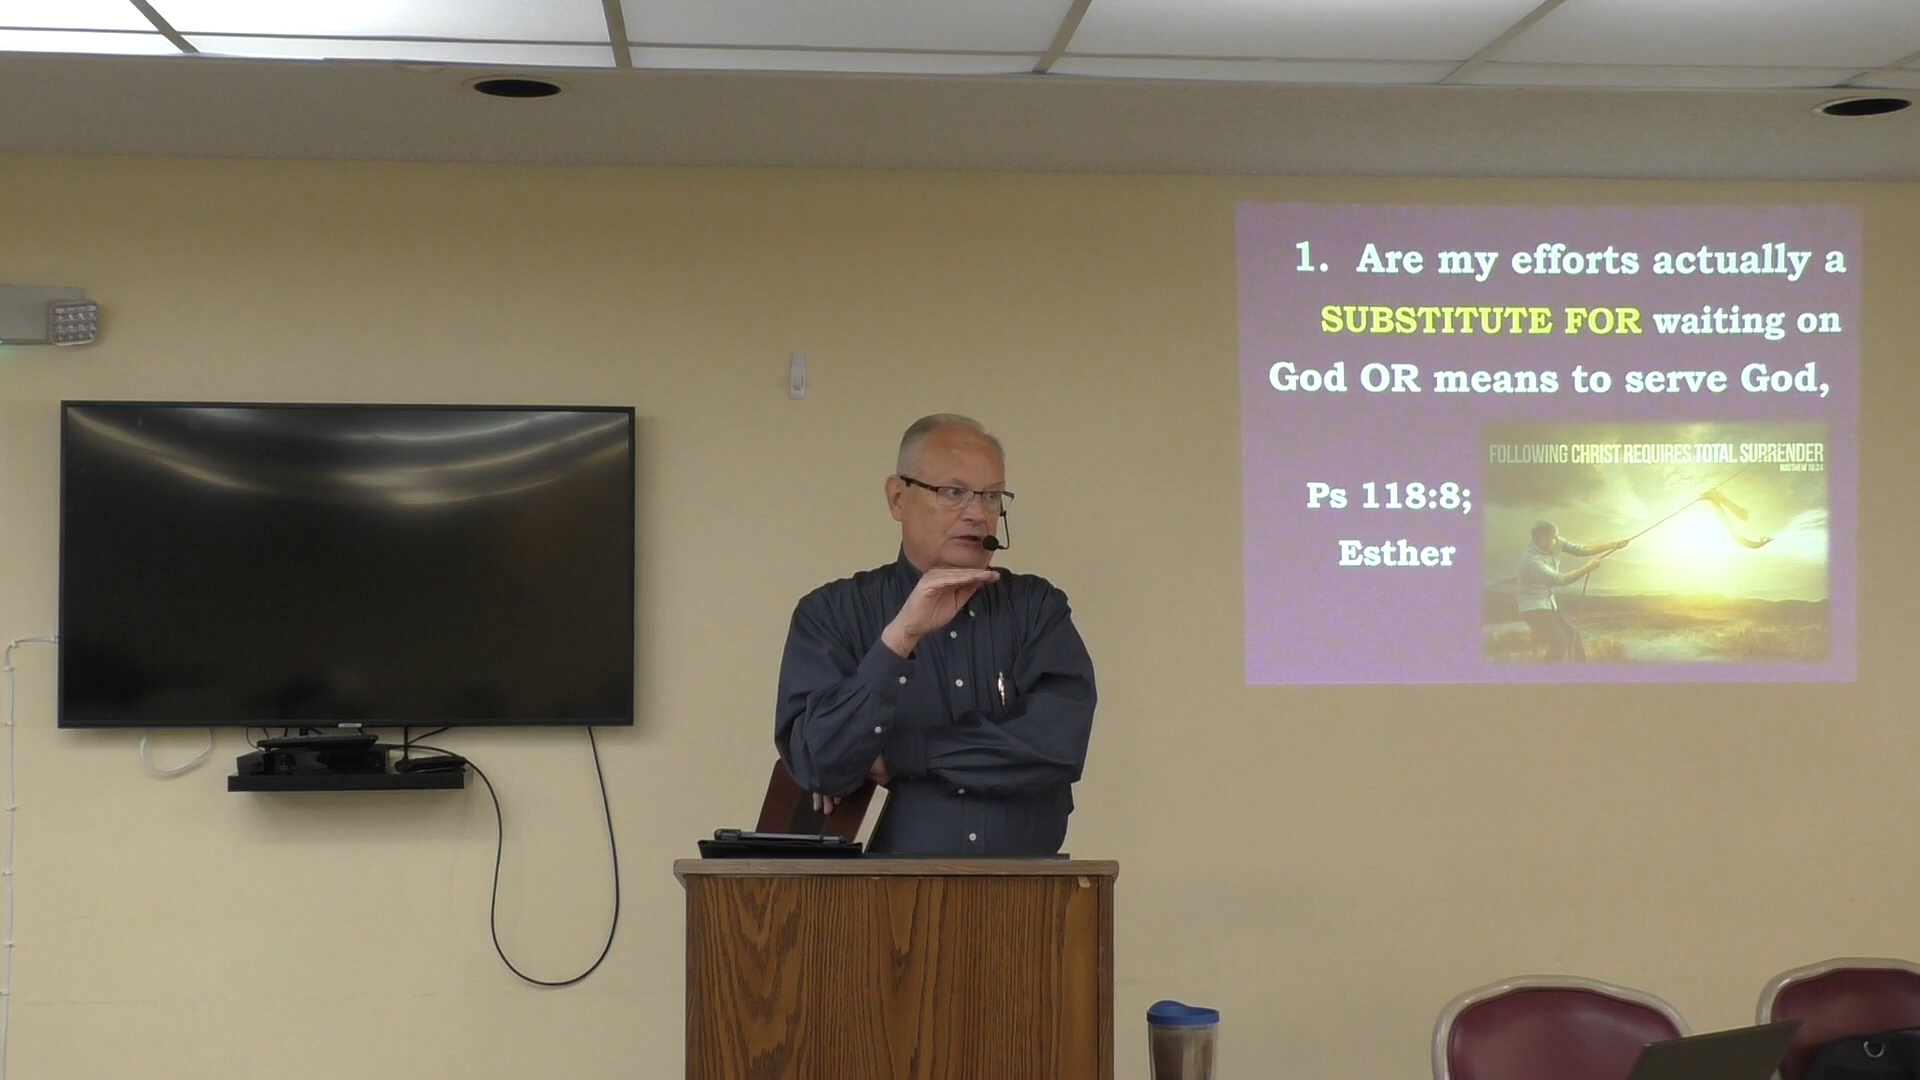 1. Are my efforts actually a
SUBSTITUTE FOR waiting on
God OR means to serve God,
FOLLOWING CHRIST REQUIRES TOTAL SURRENDER
Ps 118:8;
Esther